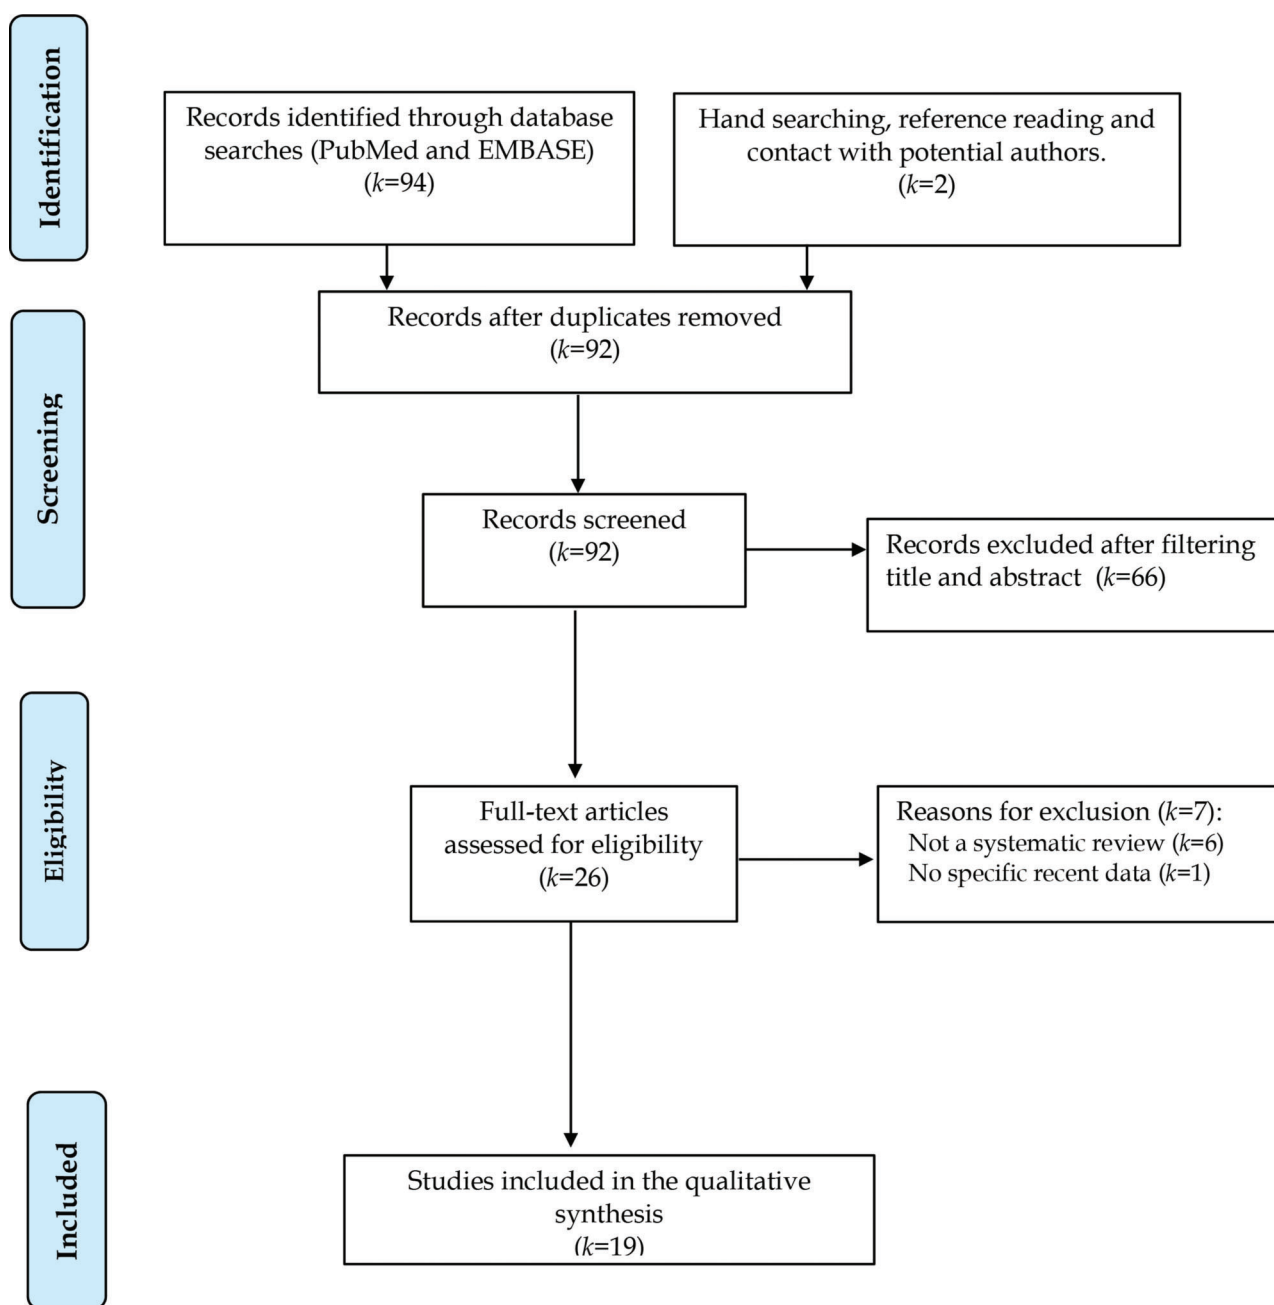 Identification
Records identified through database
searches (PubMed and EMBASE)
(k=94)
Hand searching, reference reading and
contact with potential authors.
(k=2)
Screening
Records after duplicates removed
(k=92)
Records screened
(k=92)
Records excluded after filtering
title and abstract (k=66)
Eligibility
Full-text articles
assessed for eligibility
(k=26)
Reasons for exclusion (k=7):
Not a systematic review (k=6)
No specific recent data (k=1)
Included
Studies included in the qualitative
synthesis
(k=19)